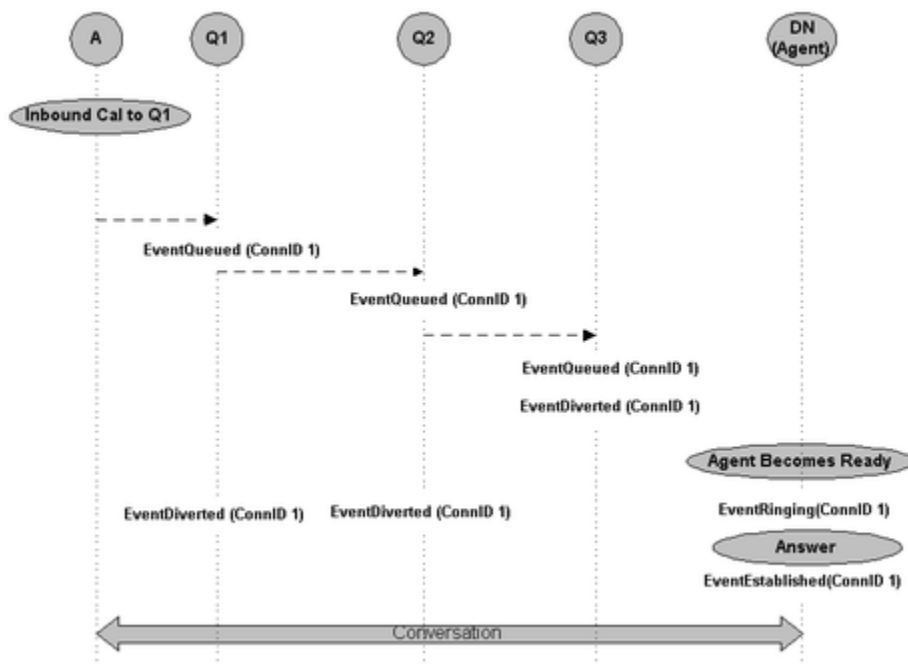 A
Q1
Q2
Q3
DN
(Agent)
Inbound Cal to Q1
EventQueued (ConnID 1)
EventQueued (ConnID 1)
EventQueued (ConnID 1)
EventDiverted (ConnID 1)
Agent Becomes Ready
EventDiverted (ConnID 1)
EventDiverted (ConnID 1)
EventRinging(ConnID 1)
Answer
EventEstablished(ConnID 1)
Conversation